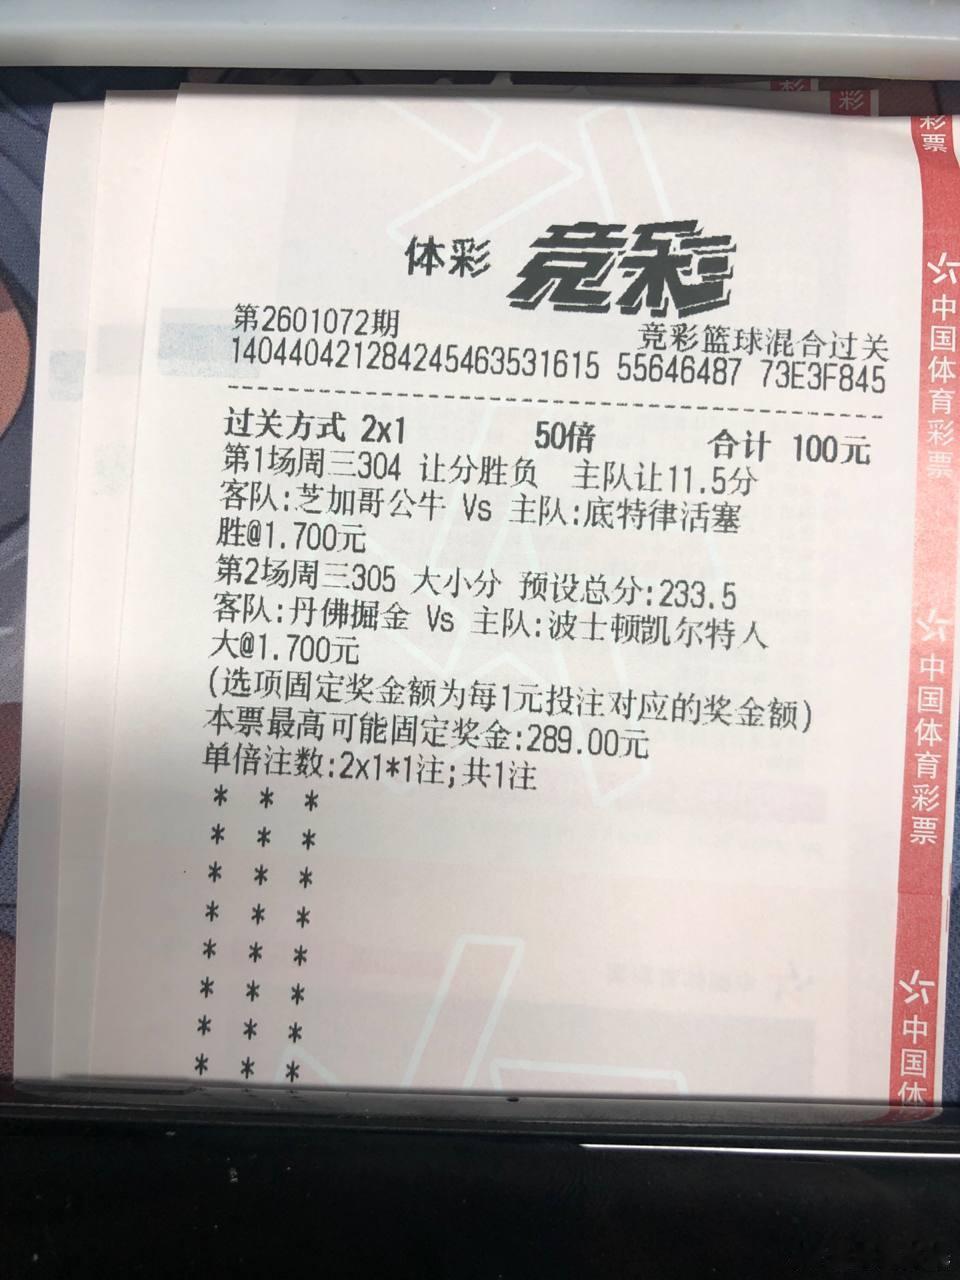 体彩 竞彩
第2601072期
竞彩篮球混合过关
140440421284245463531615 55646487 73E3F845
过关方式 2x1 50倍 合计 100元
第1场周三304 让分胜负 主队让11.5分
客队:芝加哥公牛 Vs 主队:底特律活塞
胜@1.700元
第2场周三305 大小分 预设总分:233.5
客队:丹佛掘金 Vs 主队:波士顿凯尔特人
大@1.700元
(选项固定奖金额为每1元投注对应的奖金额)
本票最高可能固定奖金:289.00元
单倍注数:2x1*1注;共1注
* * *
* * *
* * *
* * *
* * *
* * *
* * *
* * *
彩
彩
彩票
中国体育彩票
中国体育彩票
中国体